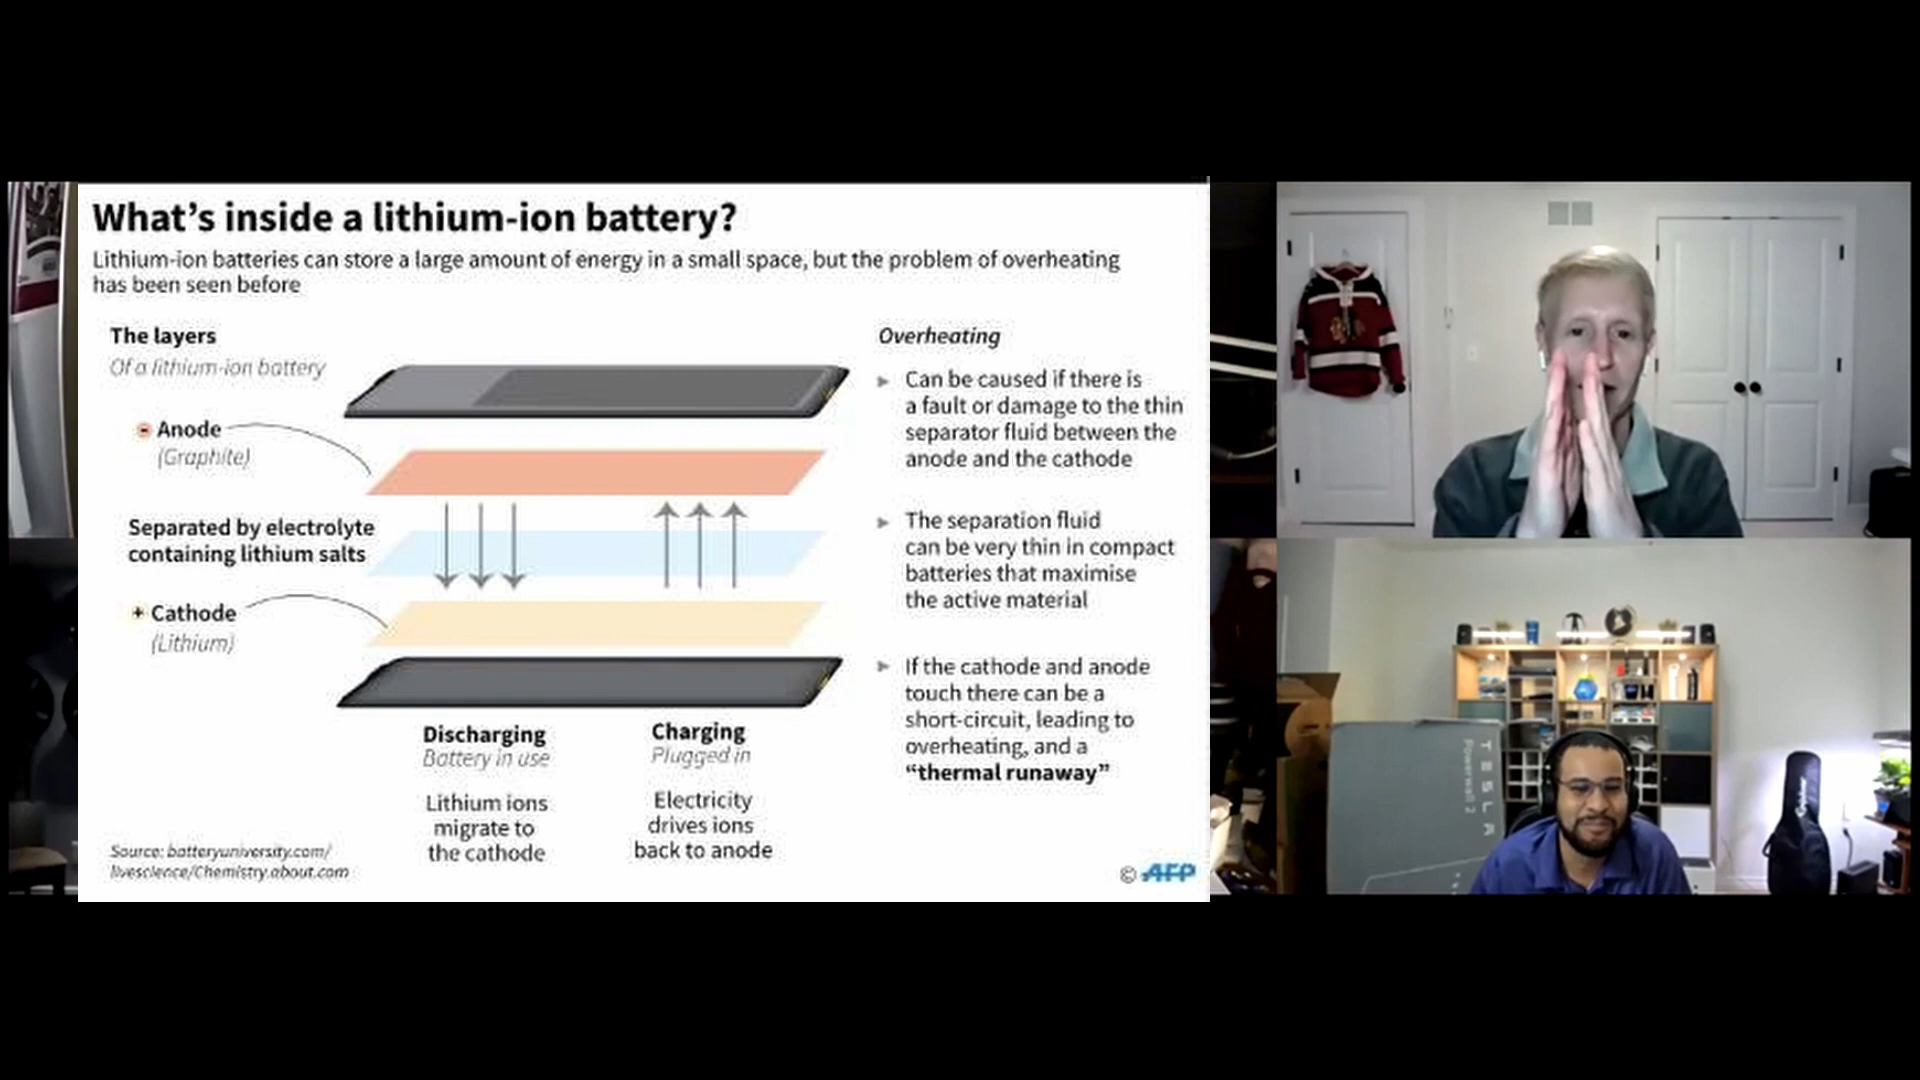 What's inside a lithium-ion battery?
Lithium-ion batteries can store a large amount of energy in a small space, but the problem of overheating
has been seen before
The layers
Of a lithium-ion battery
- Anode
(Graphite)
Separated by electrolyte
containing lithium salts
+ Cathode
(Lithium)
Discharging
Battery in use
Lithium ions
migrate to
the cathode
Charging
Plugged in
Electricity
drives ions
back to anode
Overheating
Can be caused if there is
a fault or damage to the thin
separator fluid between the
anode and the cathode
The separation fluid
can be very thin in compact
batteries that maximise
the active material
If the cathode and anode
touch there can be a
short-circuit, leading to
overheating, and a
“thermal runaway”
Source: batteryuniversity.com/
livescience/Chemistry.about.com
© AFP
TESLA
Powerwall 2